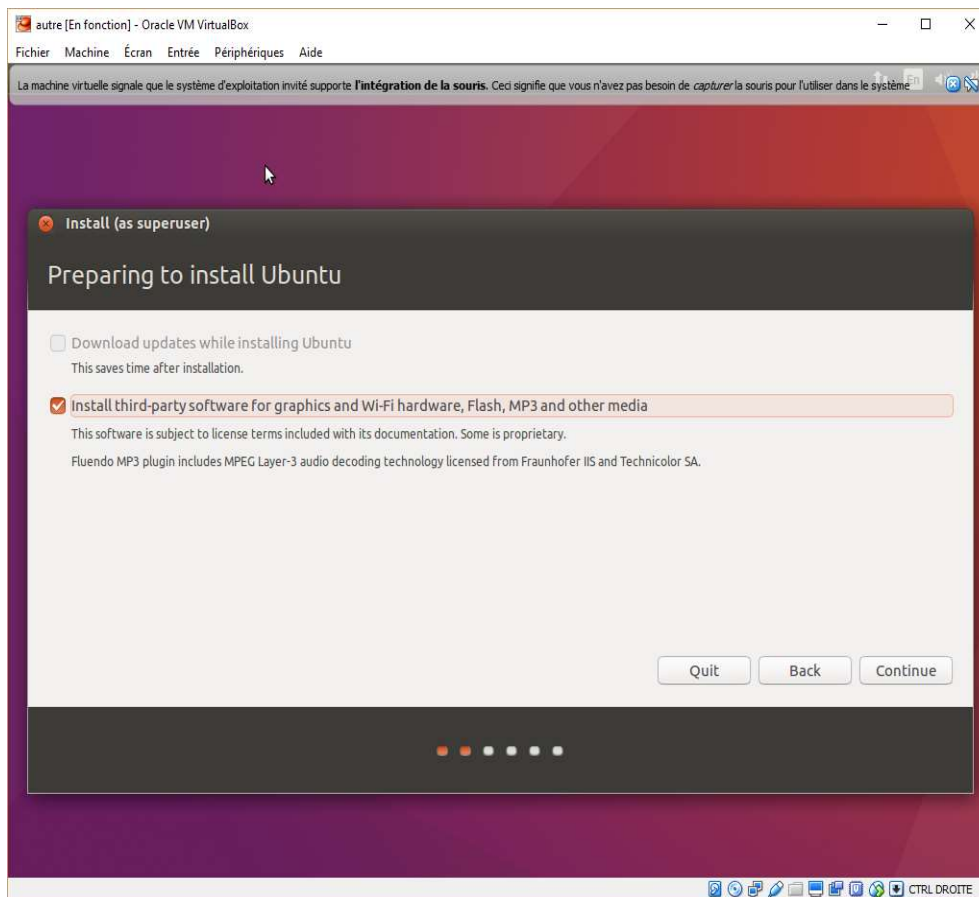 autre [En fonction] - Oracle VM VirtualBox
Fichier Machine Écran Entrée Périphériques Aide
La machine virtuelle signale que le système d'exploitation invité supporte l'intégration de la souris. Ceci signifie que vous n'avez pas besoin de capturer la souris pour l'utiliser dans le système
En
Install (as superuser)
Preparing to install Ubuntu
Download updates while installing Ubuntu
This saves time after installation.
Install third-party software for graphics and Wi-Fi hardware, Flash, MP3 and other media
This software is subject to license terms included with its documentation. Some is proprietary.
Fluendo MP3 plugin includes MPEG Layer-3 audio decoding technology licensed from Fraunhofer IIS and Technicolor SA.
Quit Back Continue
CTRL DROITE